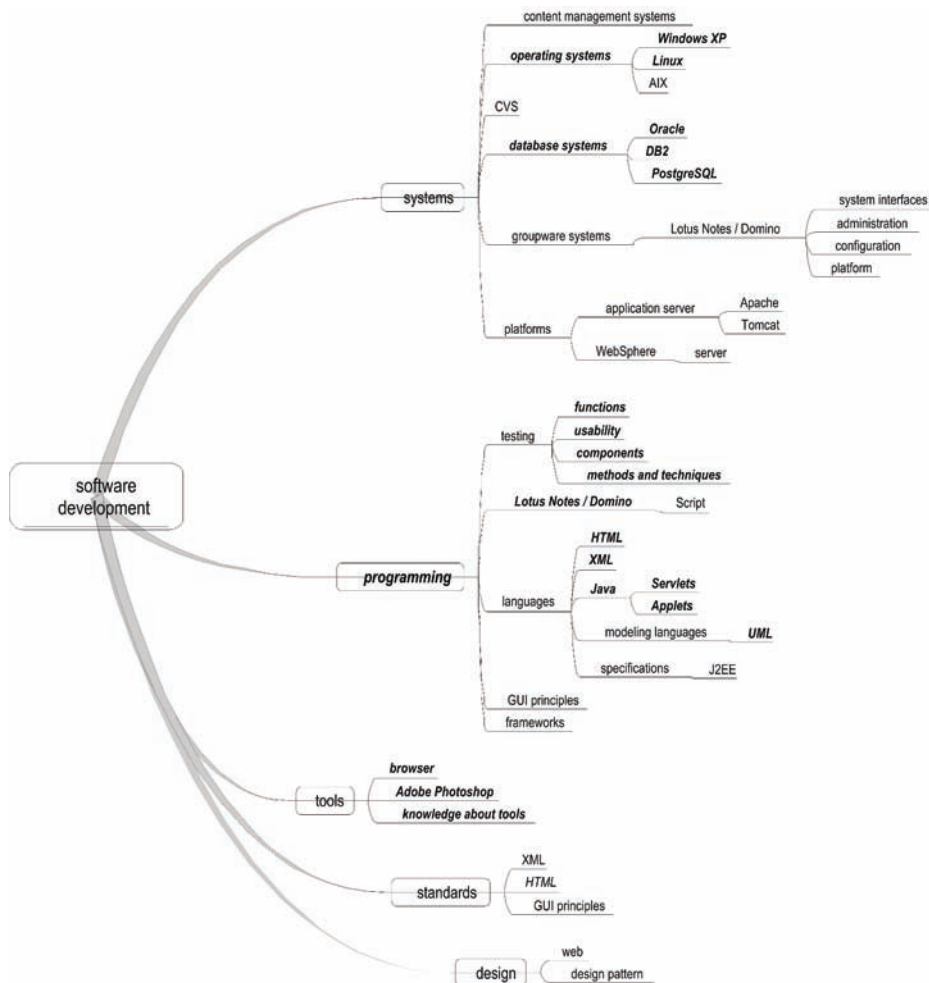 content management systems
operating systems
Windows XP
Linux
AIX
CVS
database systems
Oracle
DB2
PostgreSQL
systems
groupware systems
Lotus Notes / Domino
system interfaces
administration
configuration
platform
platforms
application server
Apache
Tomcat
WebSphere
server
software
development
programming
testing
functions
usability
components
methods and techniques
Lotus Notes / Domino
Script
languages
HTML
XML
Java
Servlets
Applets
modeling languages
UML
specifications
J2EE
GUI principles
frameworks
tools
browser
Adobe Photoshop
knowledge about tools
standards
XML
HTML
GUI principles
design
web
design pattern